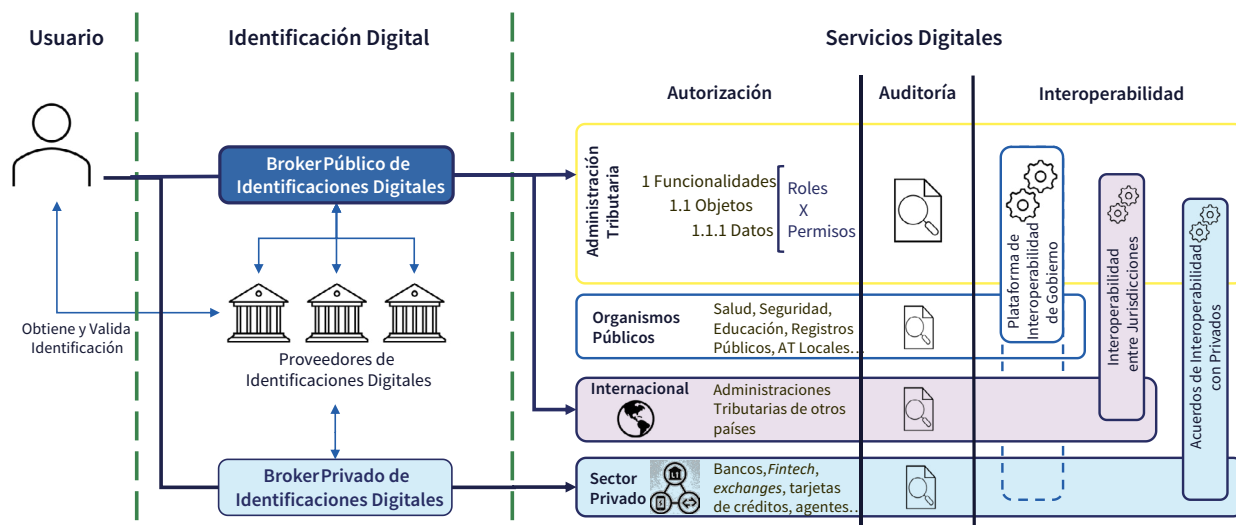 Usuario
Identificación Digital
Servicios Digitales
Autorización
Auditoría
Interoperabilidad
Broker Público de
Identificaciones Digitales
Administración
Tributaria
1 Funcionalidades
1.1 Objetos
1.1.1 Datos
Roles
X
Permisos
Plataforma de
Interoperabilidad
de Gobierno
Interoperabilidad
entre Jurisdicciones
Acuerdos de Interoperabilidad
con Privados
Obtiene y Valida
Identificación
Proveedores de
Identificaciones Digitales
Organismos
Públicos
Salud, Seguridad,
Educación, Registros
Públicos, AT Locales…
Internacional
Administraciones
Tributarias de otros
países
Broker Privado de
Identificaciones Digitales
Sector
Privado
Bancos, Fintech,
exchanges, tarjetas
de créditos, agentes…